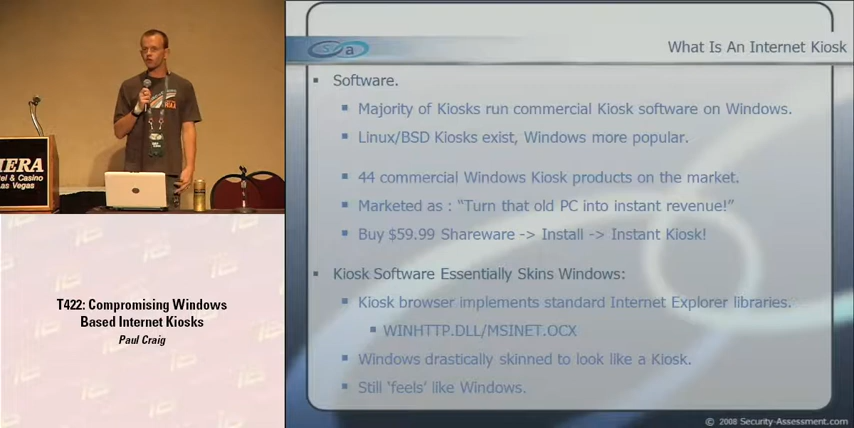 What Is An Internet Kiosk
Software.
Majority of Kiosks run commercial Kiosk software on Windows.
Linux/BSD Kiosks exist, Windows more popular.
44 commercial Windows Kiosk products on the market.
Marketed as : “Turn that old PC into instant revenue!”
Buy $59.99 Shareware -> Install -> Instant Kiosk!
Kiosk Software Essentially Skins Windows:
Kiosk browser implements standard Internet Explorer libraries.
WINHTTP.DLL/MSINET.OCX
Windows drastically skinned to look like a Kiosk.
Still ‘feels’ like Windows.
© 2008 Security-Assessment.com
IERA
el & Casino
Las Vegas
T422: Compromising Windows
Based Internet Kiosks
Paul Craig